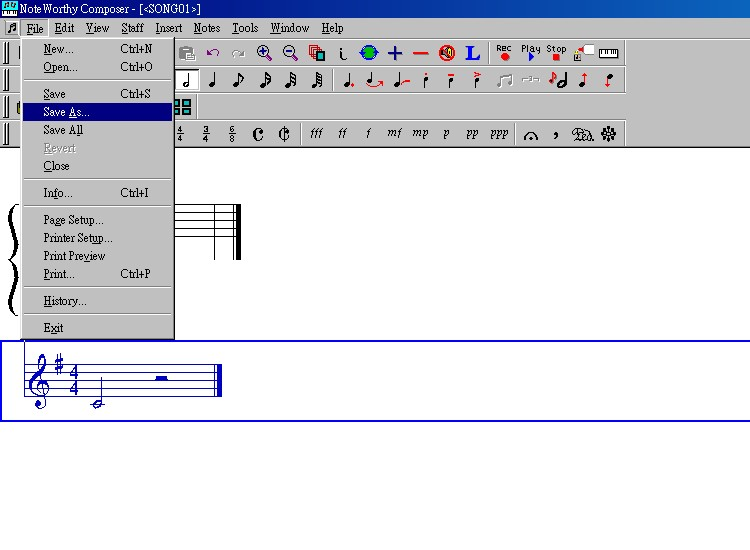 NoteWorthy Composer - [<SONG01>]
File Edit View Staff Insert Notes Tools Window Help
New... Ctrl+N
Open... Ctrl+O
Save Ctrl+S
Save As...
Save All
Revert
Close
Info... Ctrl+I
Page Setup...
Printer Setup...
Print Preview
Print... Ctrl+P
History...
Exit
Rec Play Stop
L
4/4 3/4 6/8 C fff ff f mf mp p pp ppp
4
4